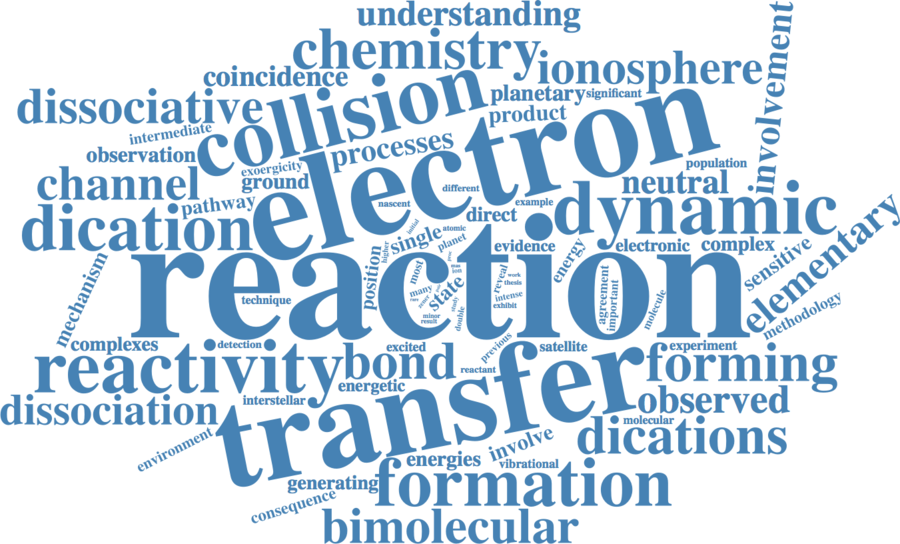 understanding
chemistry
involvement
coincidence
collision
ionosphere
dissociative
planetary
significant
product
intermediate
electron
processes
observation
exoergicity
population
channel
ground
neutral
different
pathway
nascent
example
direct
dynamic
dication
initial
atomic
single
planet
evidence
electronic
complex
elementary
reaction
higher
position
energy
sensitive
mechanism
most
state
reveal
work
thesis
agreement
important
technique
many
intense
exhibit
study
double
minor
result
molecule
methodology
complexes
detection
excited
previous
satellite
experiment
reactivity
bond
reactant
transfer
forming
energetic
interstellar
observed
dissociation
molecular
environment
involve
dications
energies
vibrational
generating
formation
consequence
bimolecular